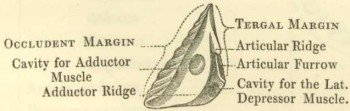 OCCLUDENT MARGIN
Cavity for Adductor
Muscle
Adductor Ridge
TERGAL MARGIN
Articular Ridge
Articular Furrow
Cavity for the Lat.
Depressor Muscle.